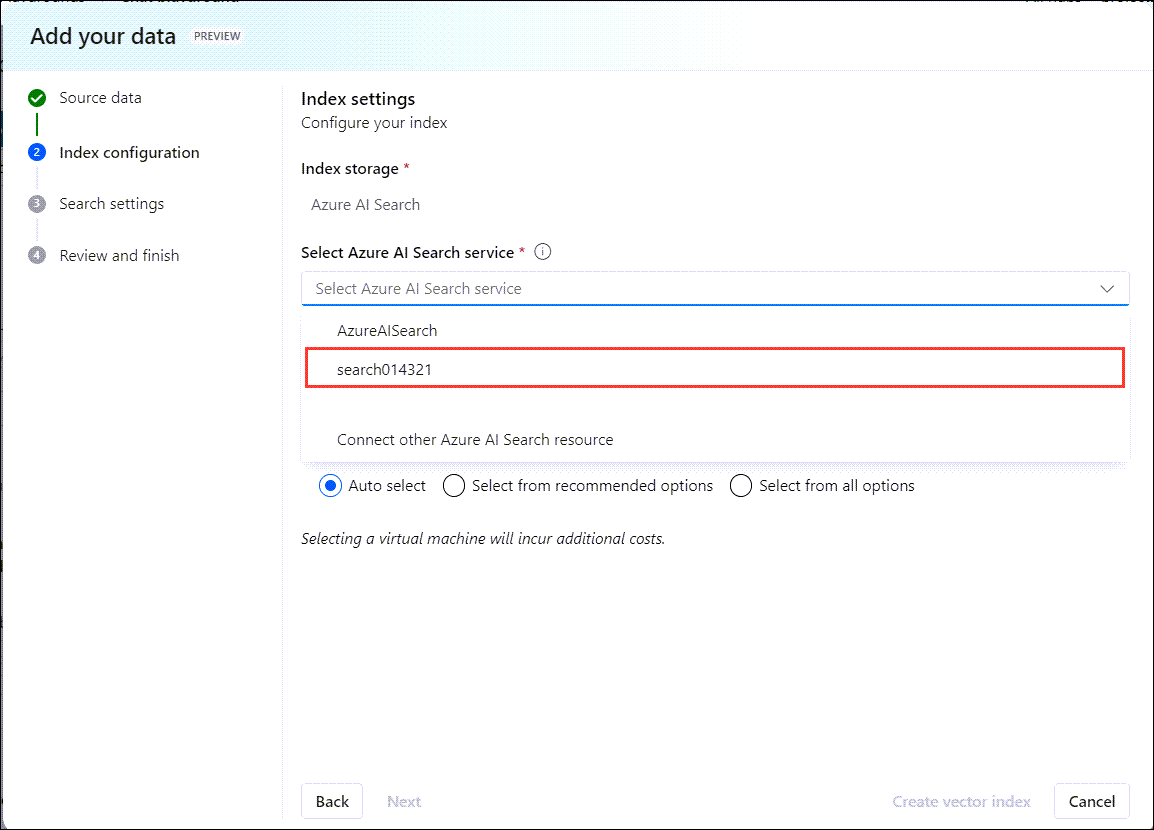 Add your data PREVIEW
Source data
2 Index configuration
3 Search settings
4 Review and finish
Index settings
Configure your index
Index storage *
Azure AI Search
Select Azure AI Search service *
Select Azure AI Search service
AzureAISearch
search014321
Connect other Azure AI Search resource
Auto select Select from recommended options Select from all options
Selecting a virtual machine will incur additional costs.
Back Next Create vector index Cancel